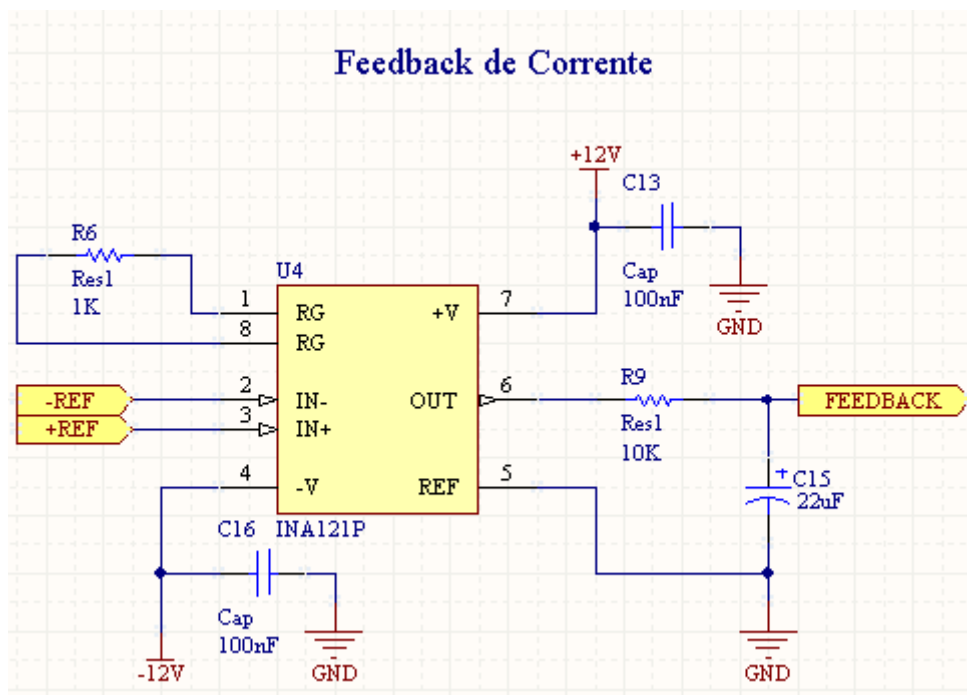 Feedback de Corrente
+12V
C13
Cap
100nF
GND
R6
Res1
1K
U4
1
RG
+V
7
8
RG
-REF
2
IN-
OUT
6
R9
Res1
10K
FEEDBACK
+REF
3
IN+
4
-V
REF
5
C15
22uF
C16
INA121P
Cap
100nF
-12V
GND
GND